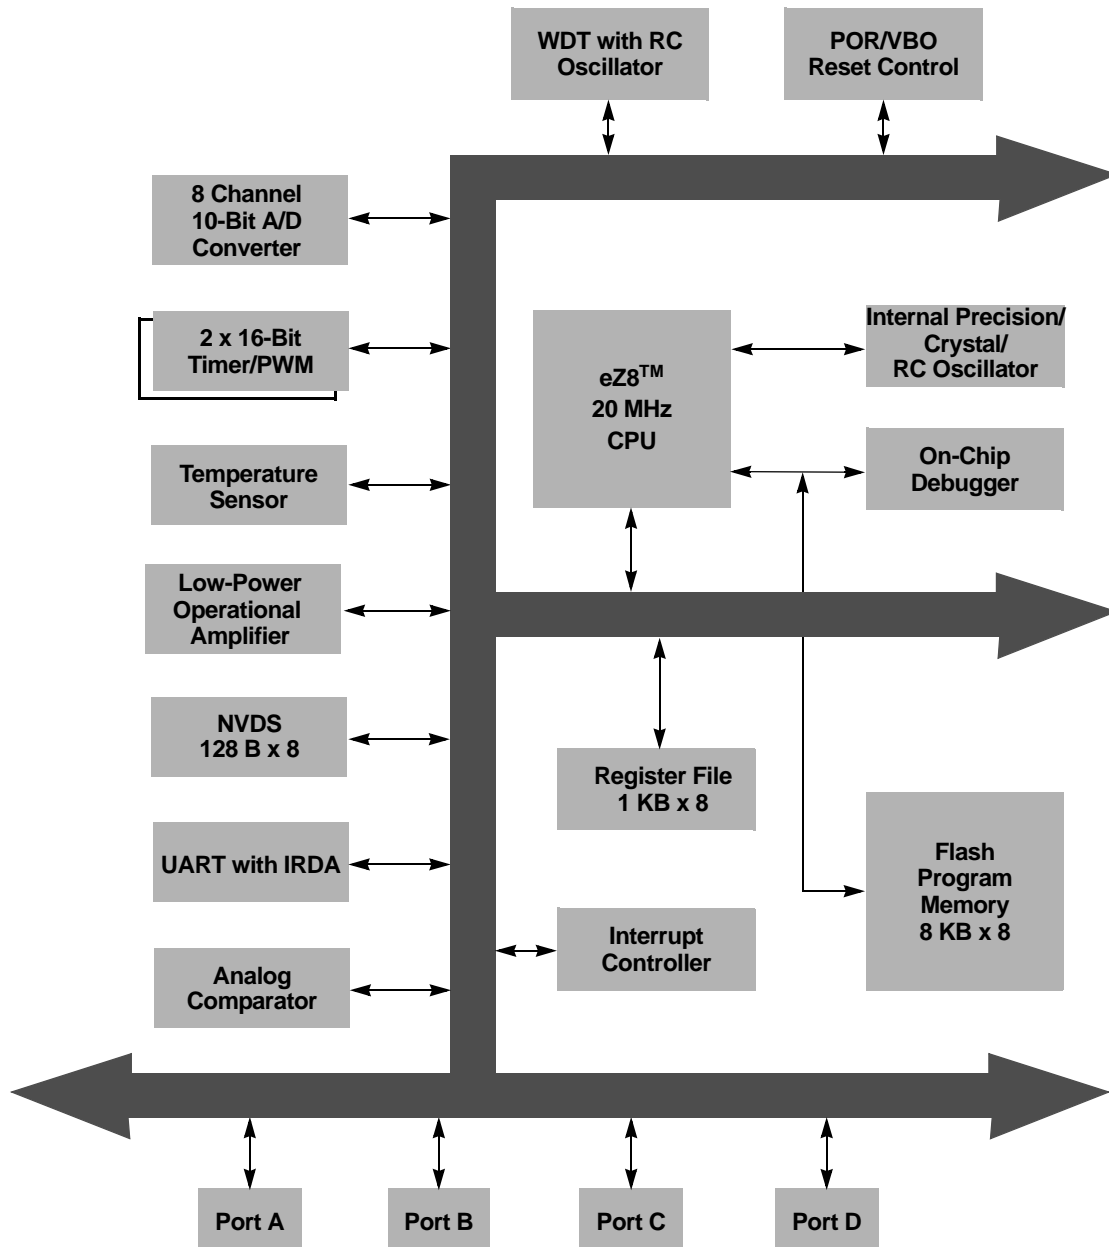 WDT with RC
Oscillator
POR/VBO
Reset Control
8 Channel
10-Bit A/D
Converter
2 x 16-Bit
Timer/PWM
eZ8™
20 MHz
CPU
Internal Precision/
Crystal/
RC Oscillator
On-Chip
Debugger
Temperature
Sensor
Low-Power
Operational
Amplifier
NVDS
128 B x 8
Register File
1 KB x 8
UART with IRDA
Flash
Program
Memory
8 KB x 8
Interrupt
Controller
Analog
Comparator
Port A
Port B
Port C
Port D